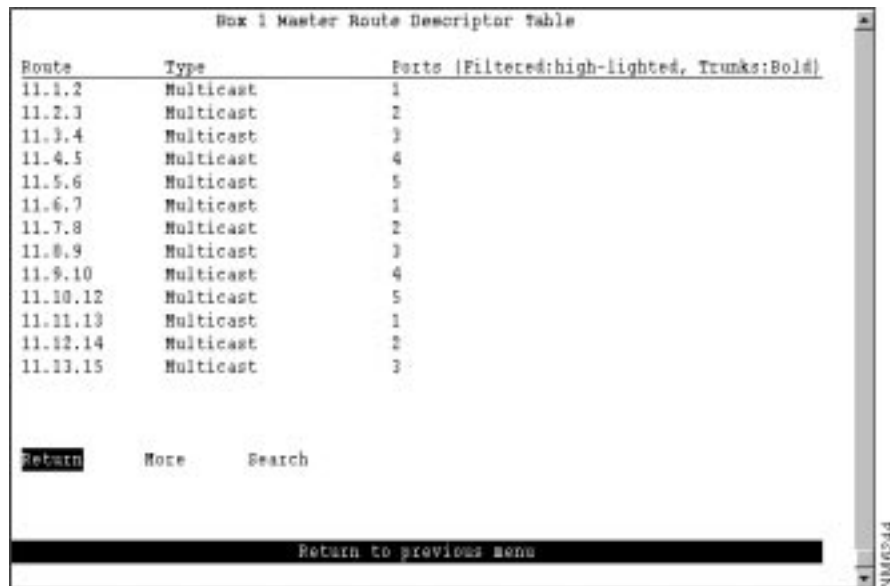 Box 1 Master Route Descriptor Table
Route Type Ports (Filtered:high-lighted, Trunks:Bold)
11.1.2 Multicast 1
11.2.3 Multicast 2
11.3.4 Multicast 3
11.4.5 Multicast 4
11.5.6 Multicast 5
11.6.7 Multicast 1
11.7.8 Multicast 2
11.8.9 Multicast 3
11.9.10 Multicast 4
11.10.12 Multicast 5
11.11.13 Multicast 1
11.12.14 Multicast 2
11.13.15 Multicast 3
Return More Search
Return to previous menu